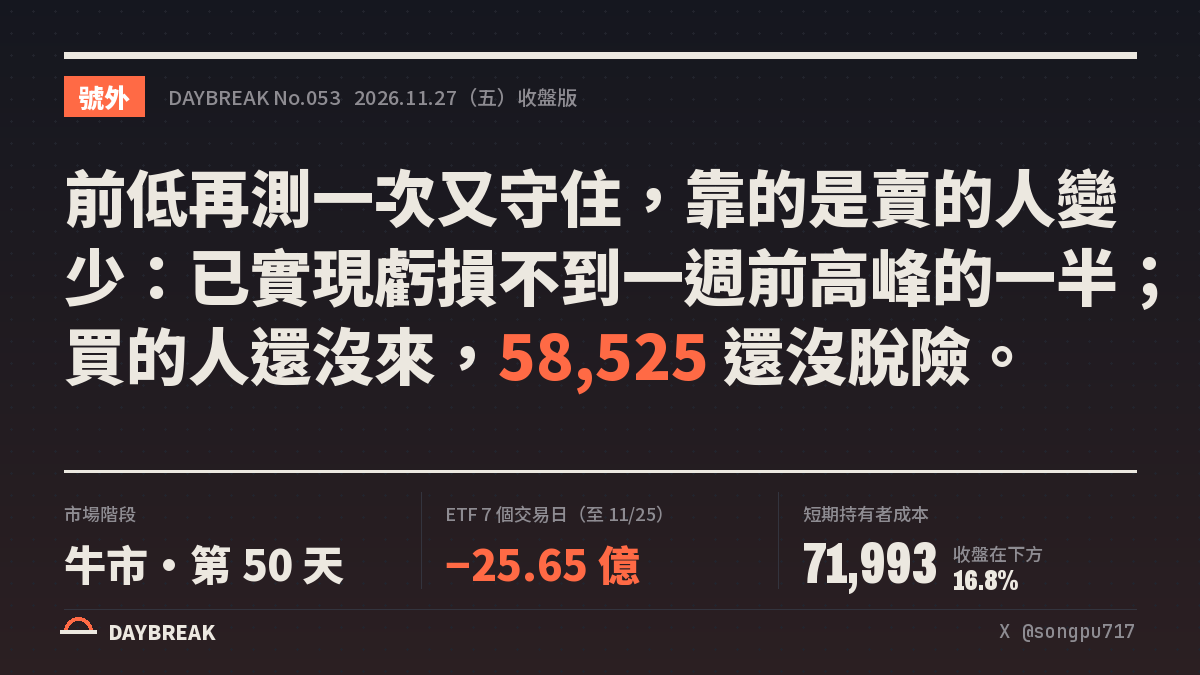 號外 DAYBREAK No.053 2026.11.27（五）收盤版
前低再測一次又守住，靠的是賣的人變
少：已實現虧損不到一週前高峰的一半；
買的人還沒來，58,525 還沒脫險。
市場階段
牛市・第 50 天
ETF 7 個交易日（至 11/25）
−25.65 億
短期持有者成本
71,993 收盤在下方
16.8%
DAYBREAK
X @songpu717